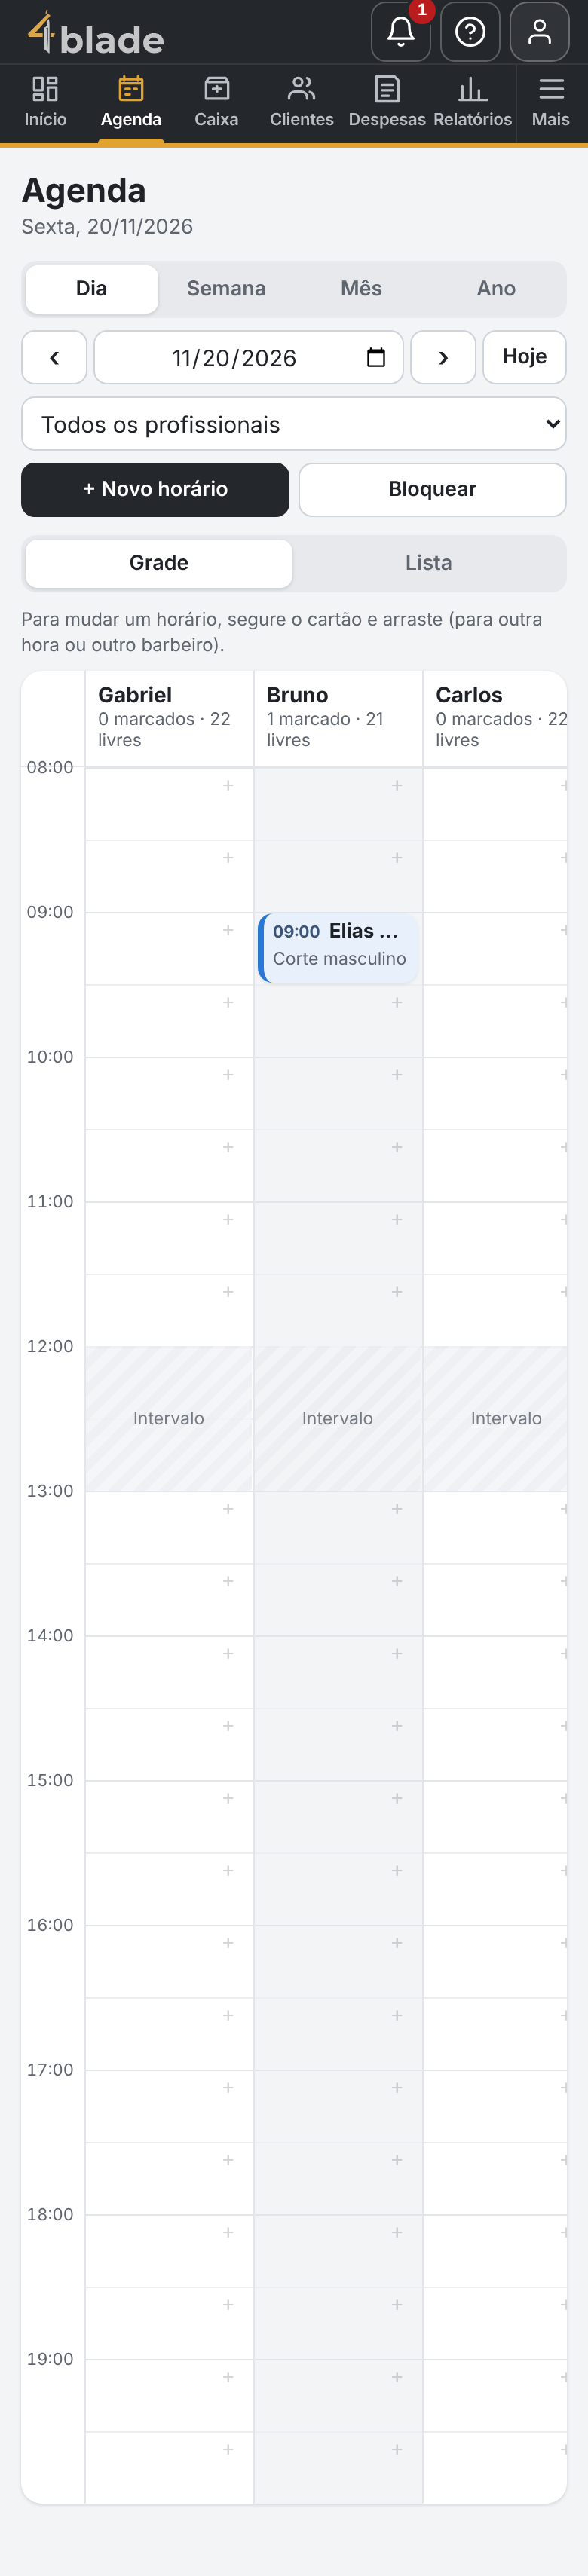 4blade
1
Início
Agenda
Caixa
Clientes
Despesas
Relatórios
Mais
Agenda
Sexta, 20/11/2026
Dia
Semana
Mês
Ano
‹
11/20/2026
›
Hoje
Todos os profissionais
+ Novo horário
Bloquear
Grade
Lista
Para mudar um horário, segure o cartão e arraste (para outra
hora ou outro barbeiro).
Gabriel
0 marcados · 22
livres
Bruno
1 marcado · 21
livres
Carlos
0 marcados · 22
livres
08:00
09:00
09:00 Elias ...
Corte masculino
10:00
11:00
12:00
Intervalo
Intervalo
Intervalo
13:00
14:00
15:00
16:00
17:00
18:00
19:00